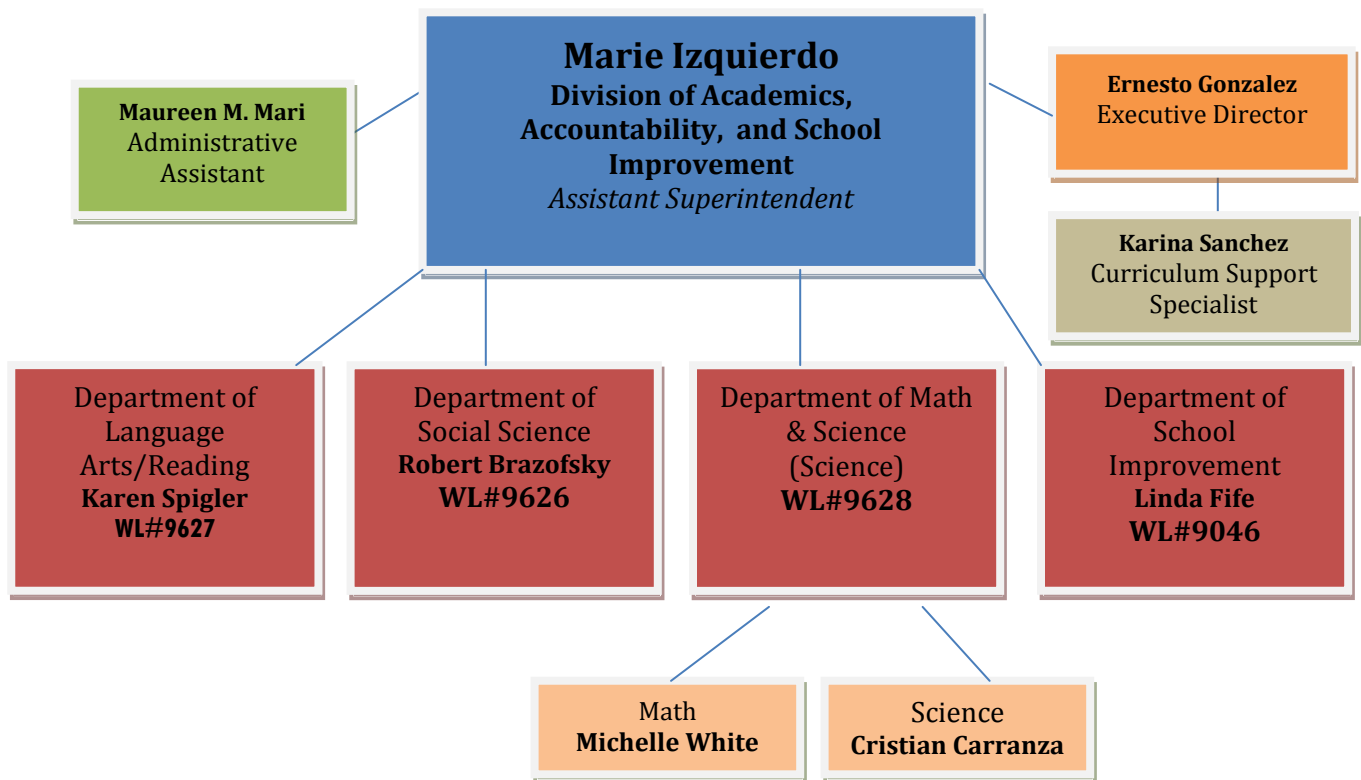 Marie Izquierdo
Division of Academics,
Accountability, and School
Improvement
Assistant Superintendent
Maureen M. Mari
Administrative
Assistant
Ernesto Gonzalez
Executive Director
Karina Sanchez
Curriculum Support
Specialist
Department of
Language
Arts/Reading
Karen Spigler
WL#9627
Department of
Social Science
Robert Brazofsky
WL#9626
Department of Math
& Science
(Science)
WL#9628
Department of
School
Improvement
Linda Fife
WL#9046
Math
Michelle White
Science
Cristian Carranza